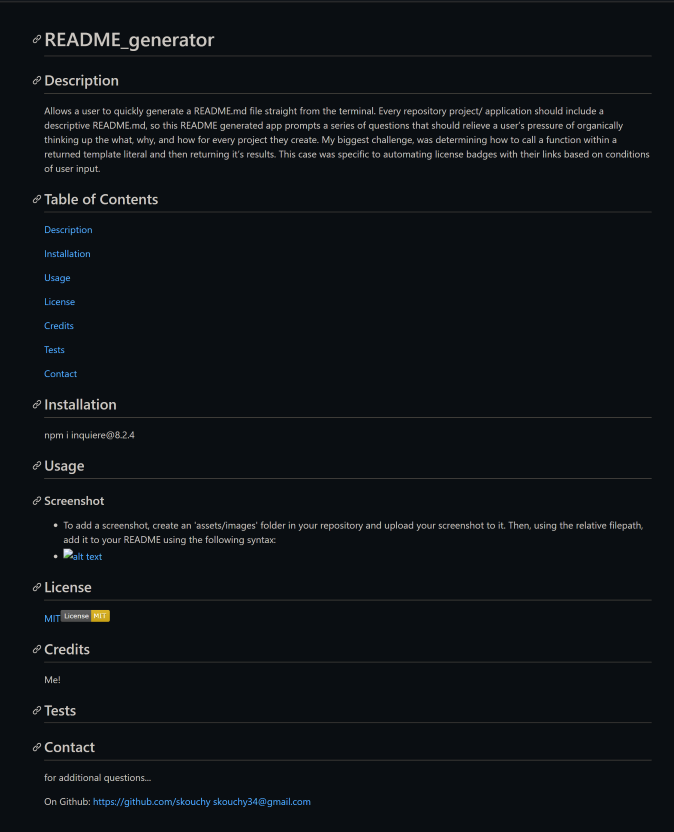 README_generator
Description
Allows a user to quickly generate a README.md file straight from the terminal. Every repository project/ application should include a
descriptive README.md, so this README generated app prompts a series of questions that should relieve a user's pressure of organically
thinking up the what, why, and how for every project they create. My biggest challenge, was determining how to call a function within a
returned template literal and then returning it's results. This case was specific to automating license badges with their links based on conditions
of user input.
Table of Contents
Description
Installation
Usage
License
Credits
Tests
Contact
Installation
npm i inquiere@8.2.4
Usage
Screenshot
To add a screenshot, create an 'assets/images' folder in your repository and upload your screenshot to it. Then, using the relative filepath,
add it to your README using the following syntax:
alt text
License
MIT License MIT
Credits
Me!
Tests
Contact
for additional questions...
On Github: https://github.com/skouchy skouchy34@gmail.com